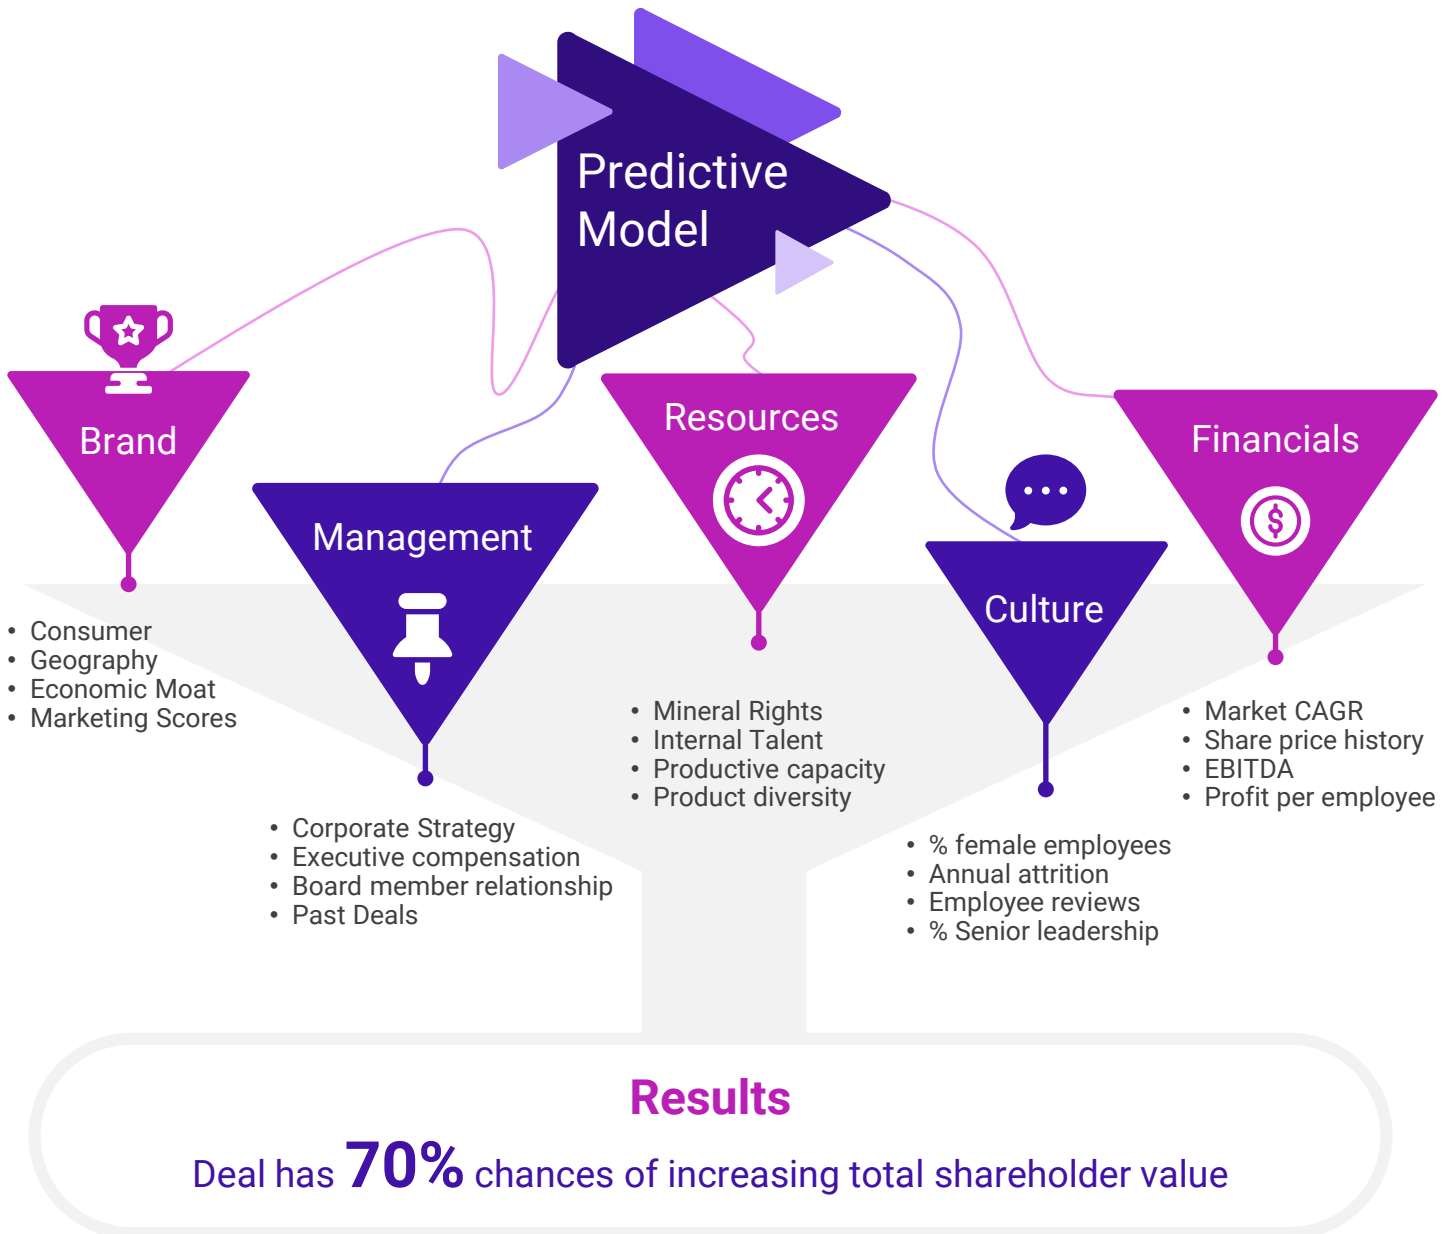 Predictive
Model
Brand
• Consumer
• Geography
• Economic Moat
• Marketing Scores
Management
• Corporate Strategy
• Executive compensation
• Board member relationship
• Past Deals
Resources
• Mineral Rights
• Internal Talent
• Productive capacity
• Product diversity
Culture
• % female employees
• Annual attrition
• Employee reviews
• % Senior leadership
Financials
$
• Market CAGR
• Share price history
• EBITDA
• Profit per employee
Results
Deal has 70% chances of increasing total shareholder value